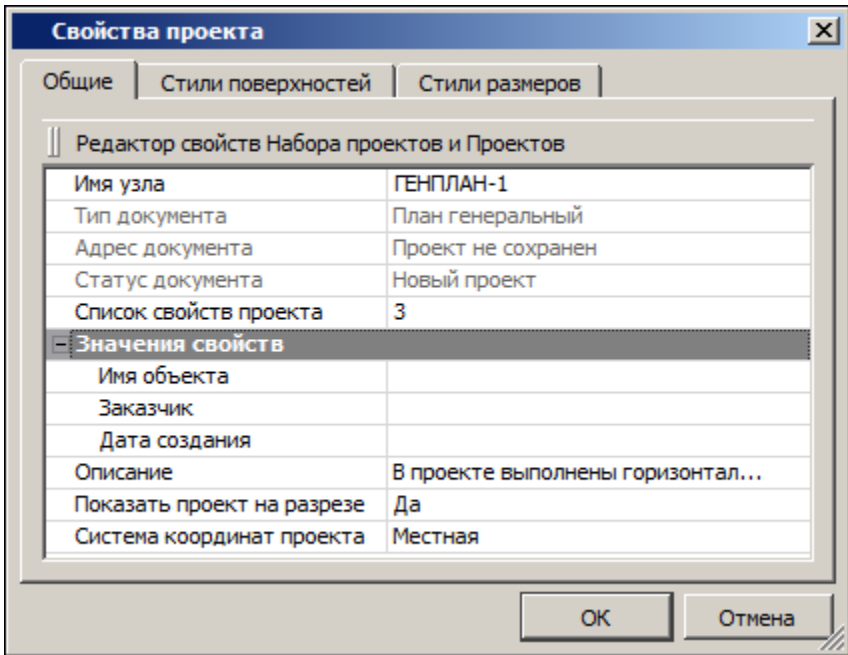 Свойства проекта
Общие Стили поверхностей Стили размеров
Редактор свойств Набора проектов и Проектов
Имя узла ГЕНПЛАН-1
Тип документа План генеральный
Адрес документа Проект не сохранен
Статус документа Новый проект
Список свойств проекта 3
Значения свойств
Имя объекта
Заказчик
Дата создания
Описание В проекте выполнены горизонтал...
Показать проект на разрезе Да
Система координат проекта Местная
ОК Отмена